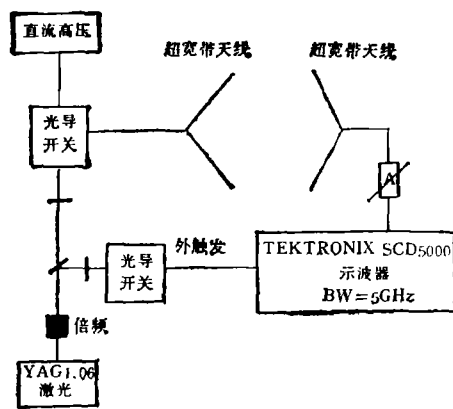 直流高压
超宽带天线
超宽带天线
光导
开关
A
光导
开关
外触发
TEKTRONIX SCD5000
示波器
BW=5GHz
倍频
YAG1.06
激光